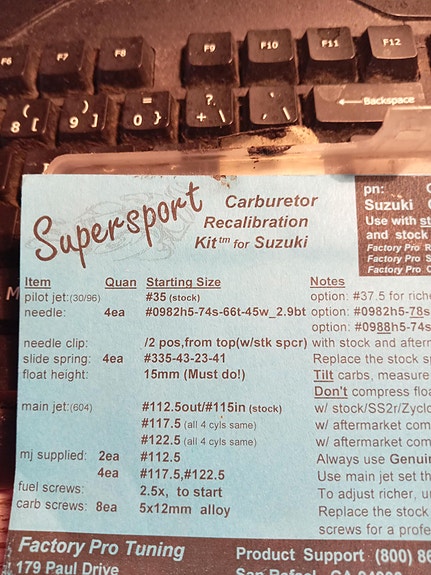 F6 F7 F8 F9 F10 F11 F12
8 ( [ ) 9 ] = 0 } ? + \ Backspace
Supersport Carburetor
Recalibration
Kit™ for Suzuki
pn:
Suzuki
Use with st
and stock
Factory Pro R
Factory Pro S
Factory Pro C
Item Quan Starting Size Notes
pilot jet:(30/96) #35 (stock) option: #37.5 for riche
needle: 4ea #0982h5-74s-66t-45w_2.9bt option: #0982h5-78s
option: #0988h5-74s
needle clip: /2 pos,from top(w/stk spcr) with stock and after
slide spring: 4ea #335-43-23-41 Replace the stock s
float height: 15mm (Must do!) Tilt carbs, measure
Don't compress floa
main jet:(604) #112.5out/#115in (stock) w/ stock/SS2r/Zyclo
#117.5 (all 4 cyls same) w/ aftermarket com
#122.5 (all 4 cyls same) w/ aftermarket com
mj supplied: 2ea #112.5 Always use Genuin
4ea #117.5,#122.5 Use main jet set th
fuel screws: 2.5x, to start To adjust richer, u
carb screws: 8ea 5x12mm alloy Replace the stock
screws for a profe
Factory Pro Tuning Product Support (800) 86
179 Paul Drive San Rafael, CA